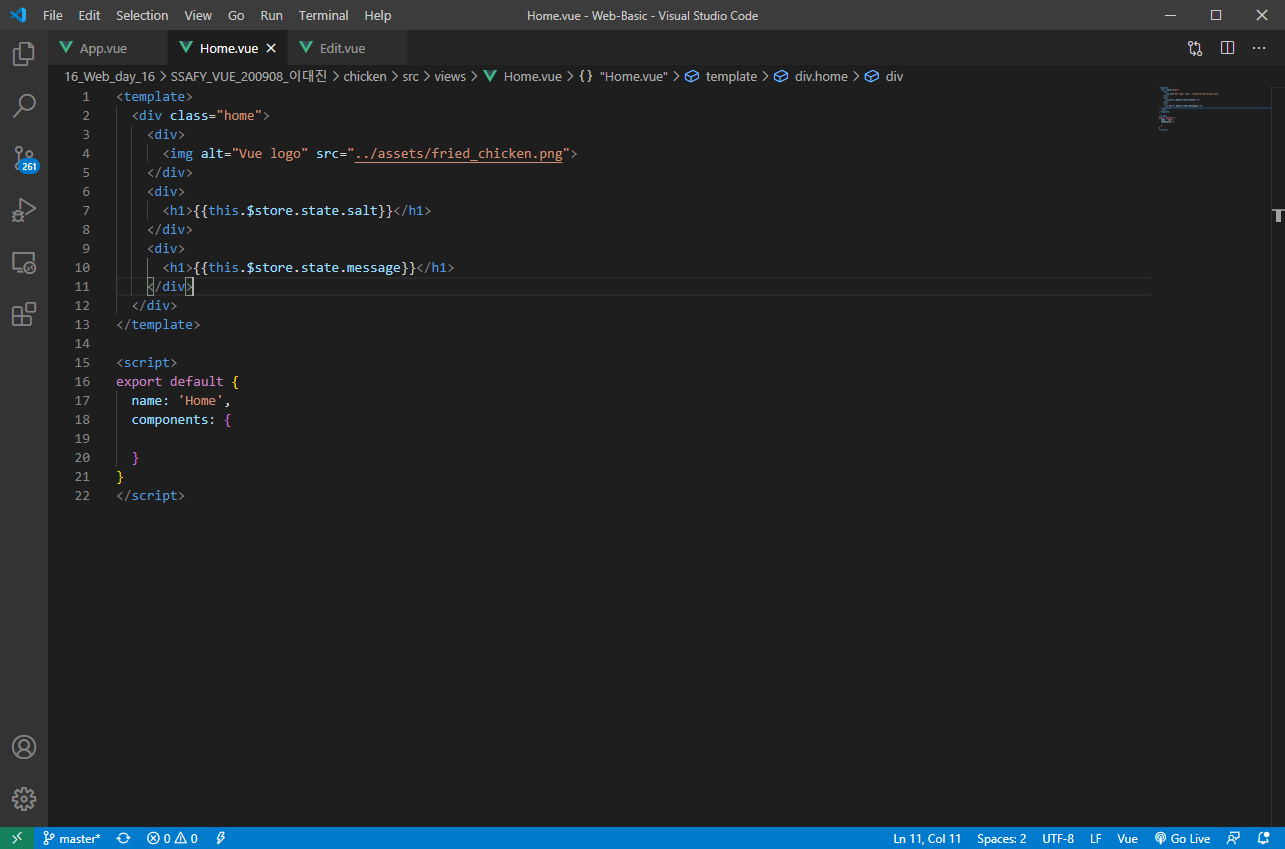 File Edit Selection View Go Run Terminal Help Home.vue - Web-Basic - Visual Studio Code
App.vue Home.vue Edit.vue
16_Web_day_16 > SSAFY_VUE_200908_이대진 > chicken > src > views > Home.vue > {} "Home.vue" > template > div.home > div
1 <template>
2 <div class="home">
3 <div>
4 <img alt="Vue logo" src="../assets/fried_chicken.png">
5 </div>
6 <div>
7 <h1>{{this.$store.state.salt}}</h1>
8 </div>
9 <div>
10 <h1>{{this.$store.state.message}}</h1>
11 </div>
12 </div>
13 </template>
14
15 <script>
16 export default {
17 name: 'Home',
18 components: {
19
20 }
21 }
22 </script>
261
master* 0 0 Ln 11, Col 11 Spaces: 2 UTF-8 LF Vue Go Live